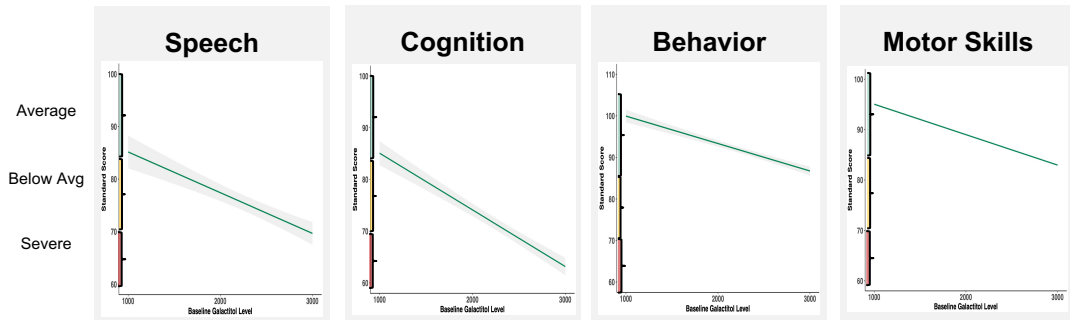 Speech
Cognition
Behavior
Motor Skills
Average
Below Avg
Severe
100
90
80
70
60
Standard Score
1000
2000
3000
Baseline Galactitol Level
100
90
80
70
60
Standard Score
1000
2000
3000
Baseline Galactitol Level
110
100
90
80
70
60
Standard Score
1000
2000
3000
Baseline Galactitol Level
100
90
80
70
60
Standard Score
1000
2000
3000
Baseline Galactitol Level